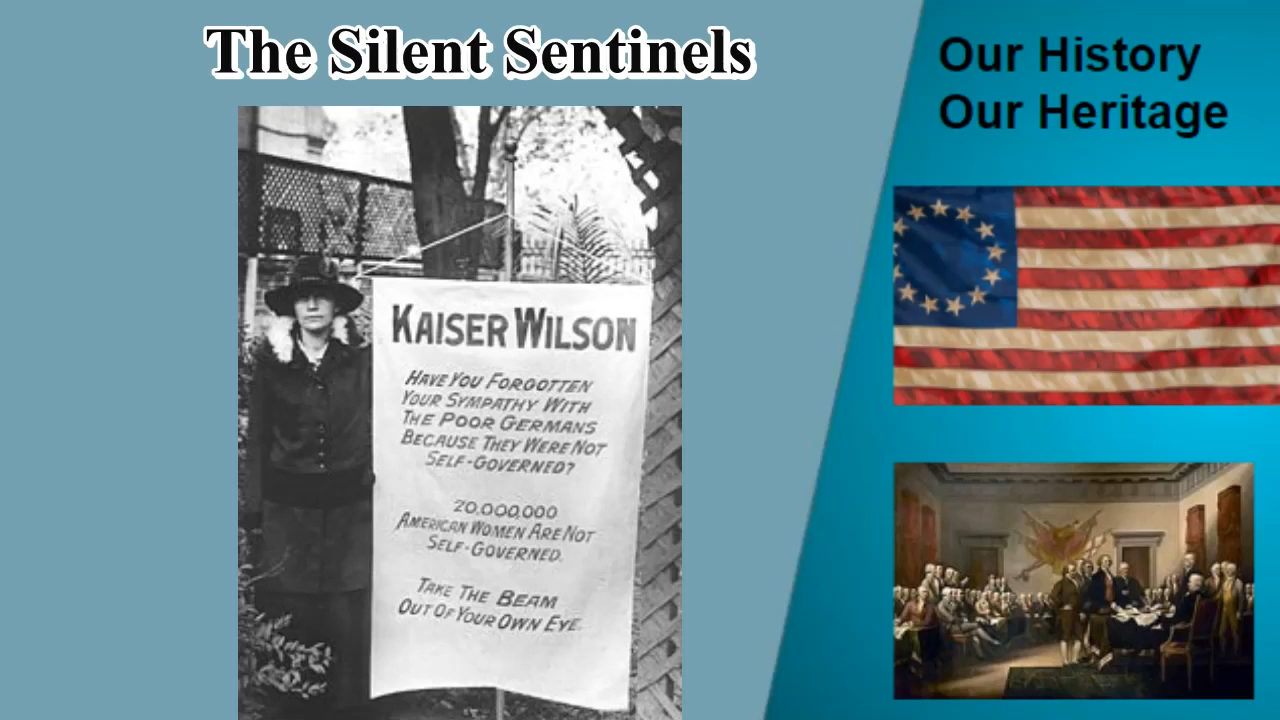 The Silent Sentinels
Our History
Our Heritage
KAISER WILSON
HAVE YOU FORGOTTEN
YOUR SYMPATHY WITH
THE POOR GERMANS
BECAUSE THEY WERE NOT
SELF-GOVERNED?
20,000,000
AMERICAN WOMEN ARE NOT
SELF-GOVERNED.
TAKE THE BEAM
OUT OF YOUR OWN EYE.